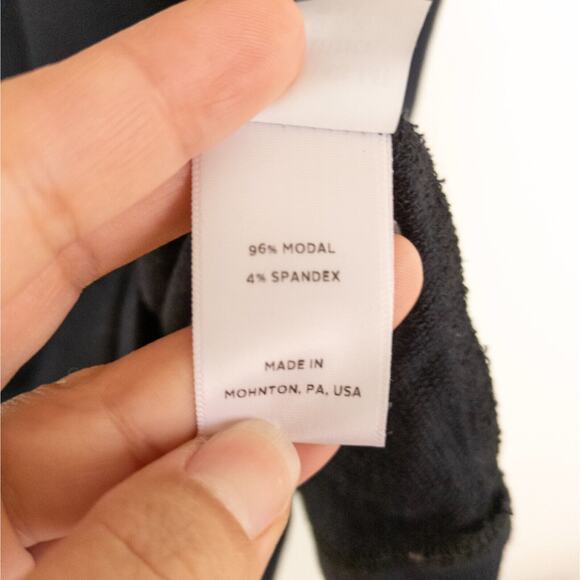 96% MODAL
4% SPANDEX
MADE IN
MOHNTON, PA, USA